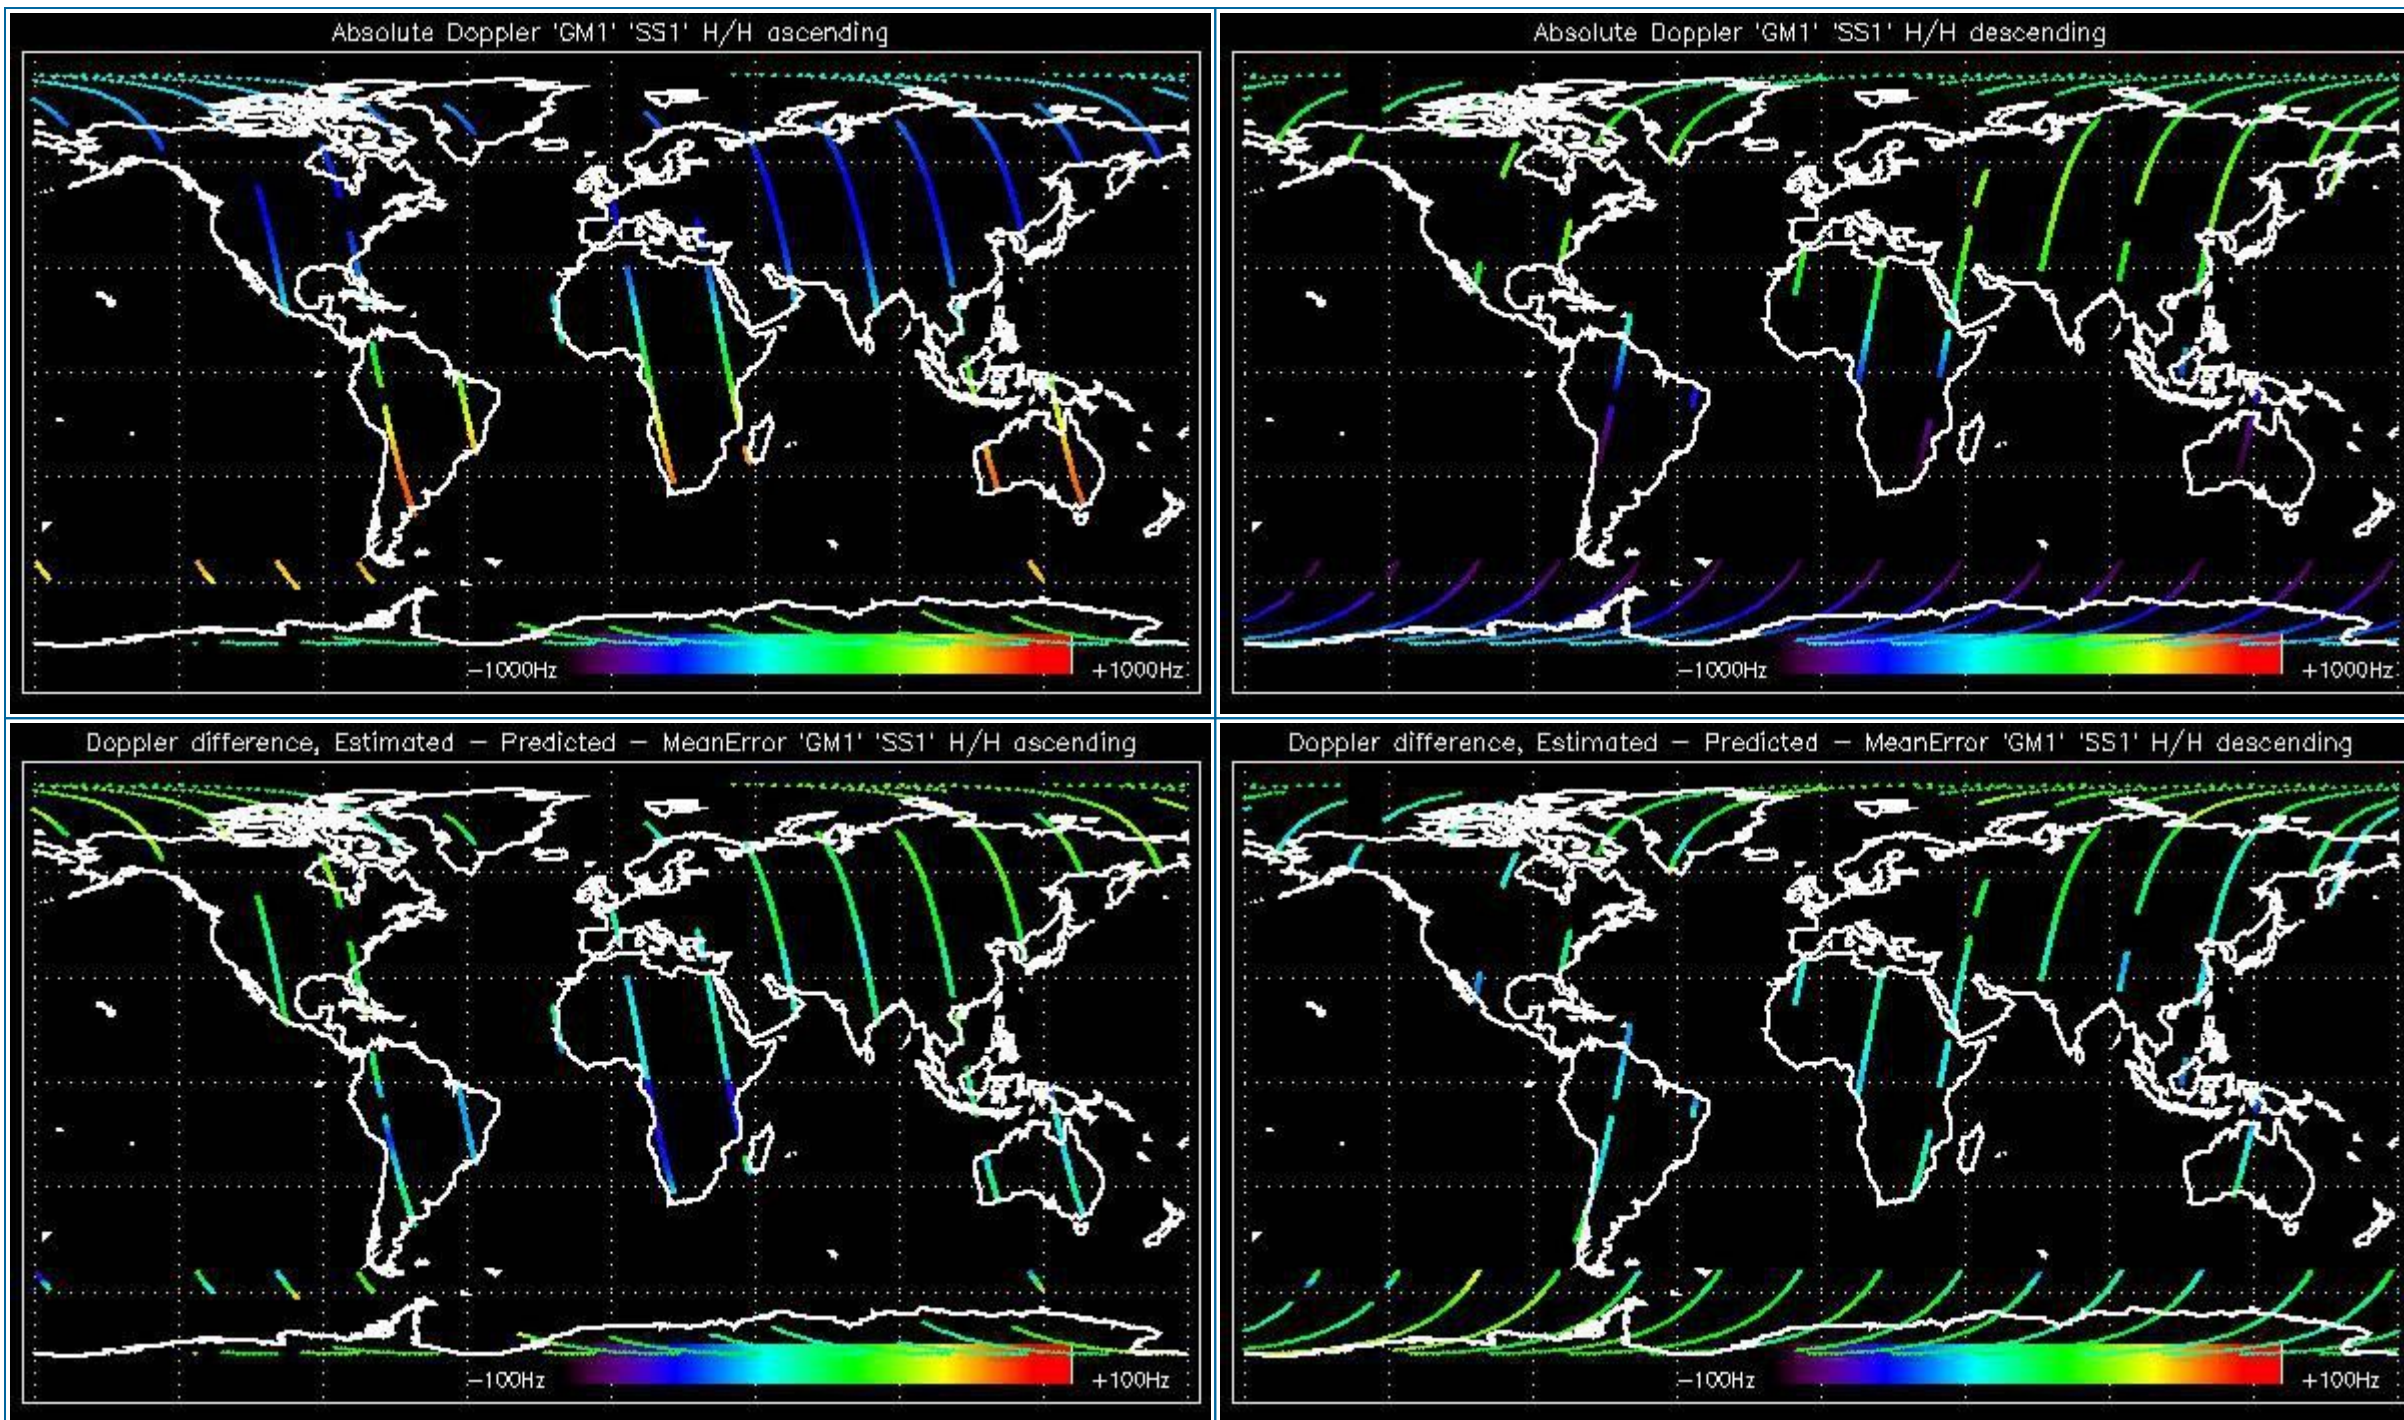 Absolute Doppler 'GM1' 'SS1' H/H ascending
-1000Hz +1000Hz
Absolute Doppler 'GM1' 'SS1' H/H descending
-1000Hz +1000Hz
Doppler difference, Estimated - Predicted - MeanError 'GM1' 'SS1' H/H ascending
-100Hz +100Hz
Doppler difference, Estimated - Predicted - MeanError 'GM1' 'SS1' H/H descending
-100Hz +100Hz